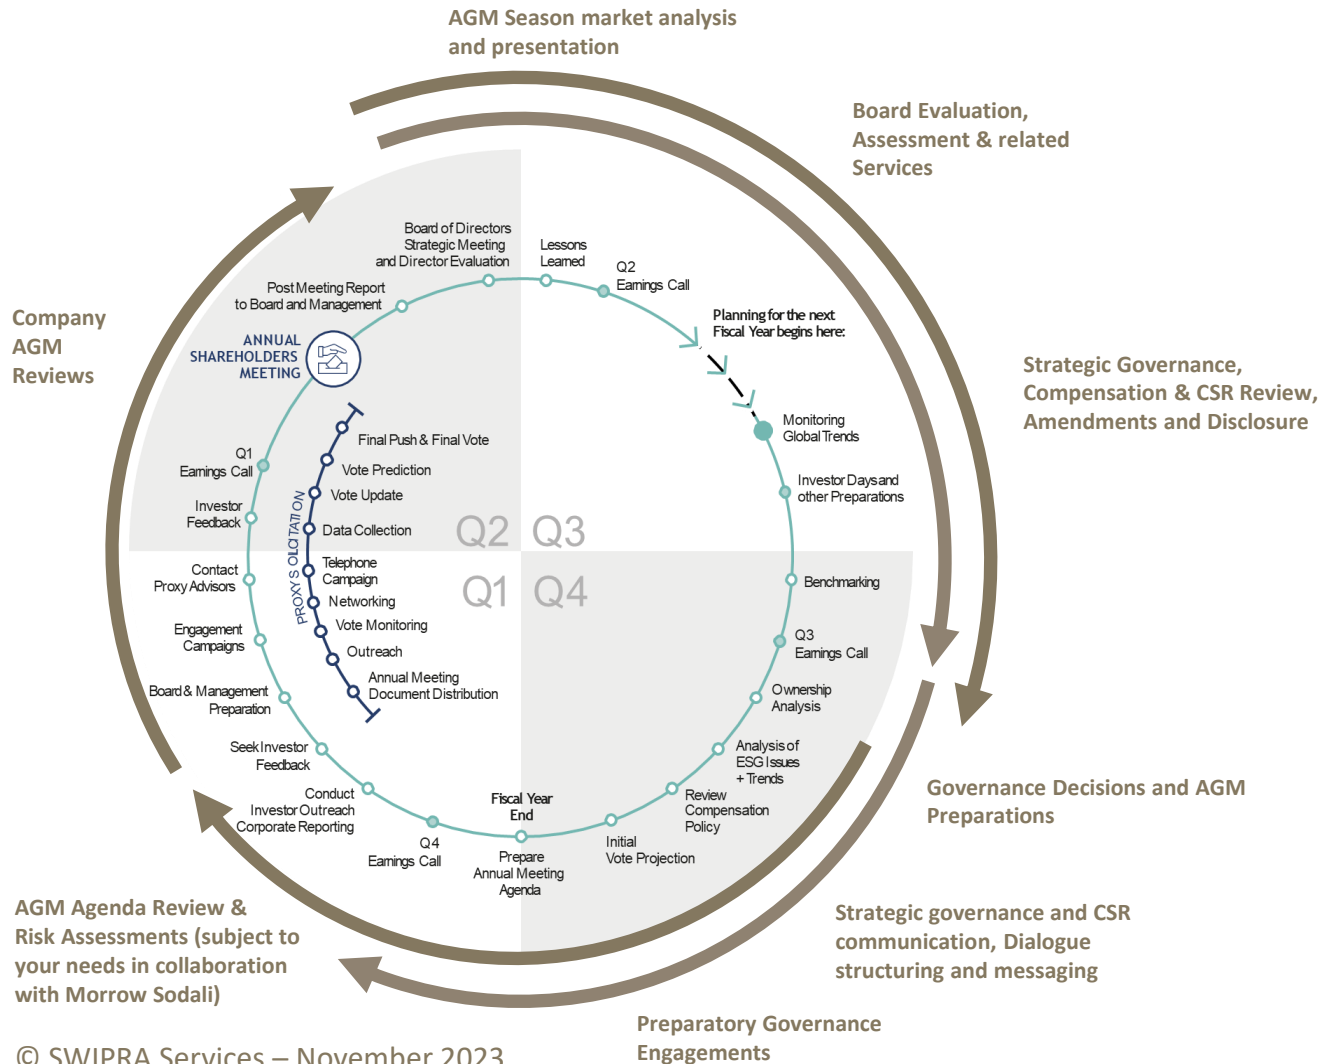 AGM Season market analysis
and presentation
Board Evaluation,
Assessment & related
Services
Strategic Governance,
Compensation & CSR Review,
Amendments and Disclosure
Governance Decisions and AGM
Preparations
Strategic governance and CSR
communication, Dialogue
structuring and messaging
Preparatory Governance
Engagements
AGM Agenda Review &
Risk Assessments (subject to
your needs in collaboration
with Morrow Sodali)
Company
AGM
Reviews
Board of Directors
Strategic Meeting
and Director Evaluation
Lessons
Learned
Q2
Earnings Call
Planning for the next
Fiscal Year begins here:
Monitoring
Global Trends
Investor Days and
other Preparations
Benchmarking
Q3
Earnings Call
Ownership
Analysis
Analysis of
ESG Issues
+ Trends
Review
Compensation
Policy
Initial
Vote Projection
Fiscal Year
End
Prepare
Annual Meeting
Agenda
Q4
Earnings Call
Conduct
Investor Outreach
Corporate Reporting
Seek Investor
Feedback
Board & Management
Preparation
Engagement
Campaigns
Contact
Proxy Advisors
Investor
Feedback
Q1
Earnings Call
ANNUAL
SHAREHOLDERS
MEETING
Post Meeting Report
to Board and Management
PROXY SOLICITATION
Final Push & Final Vote
Vote Prediction
Vote Update
Data Collection
Telephone
Campaign
Networking
Vote Monitoring
Outreach
Annual Meeting
Document Distribution
Q2 Q3
Q1 Q4
© SWIPRA Services – November 2023